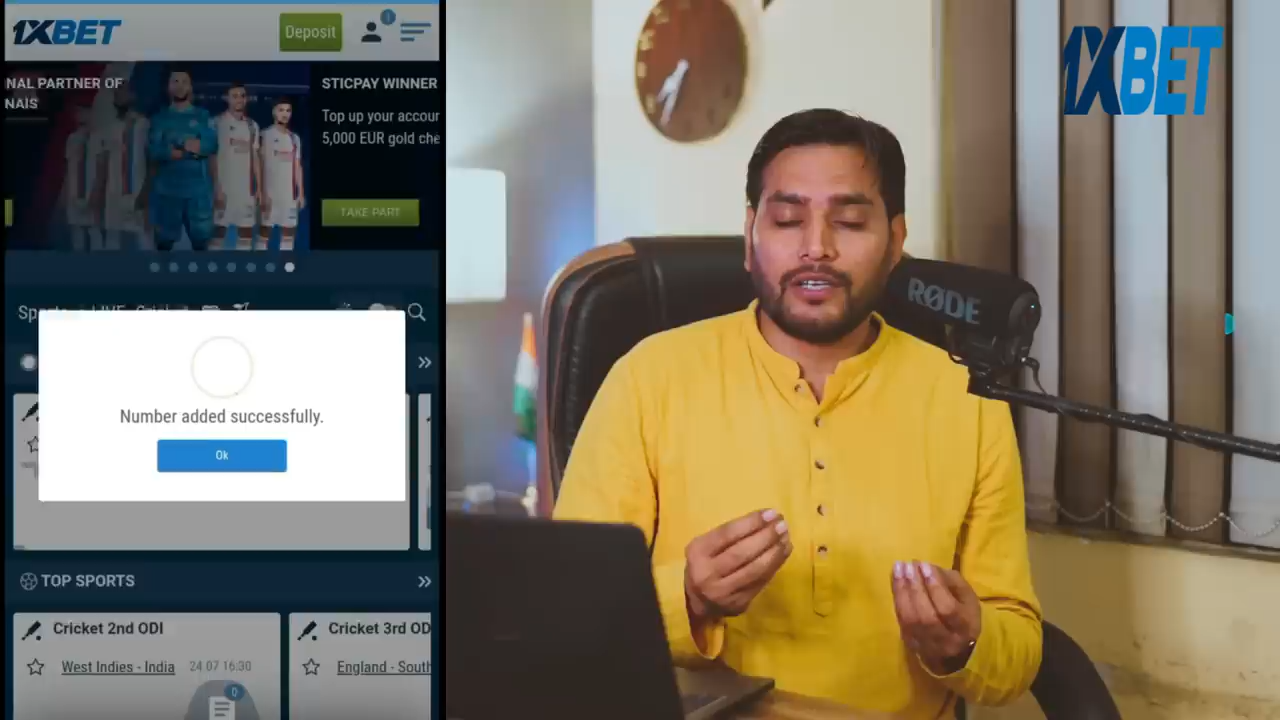 1XBET
Deposit
1
NAL PARTNER OF
NAIS
STICPAY WINNER
Top up your accour
5,000 EUR gold che
TAKE PART
Number added successfully.
Ok
TOP SPORTS
Cricket 2nd ODI
West Indies - India 24.07 16:30
Cricket 3rd OD
England - South
0
1XBET
RØDE